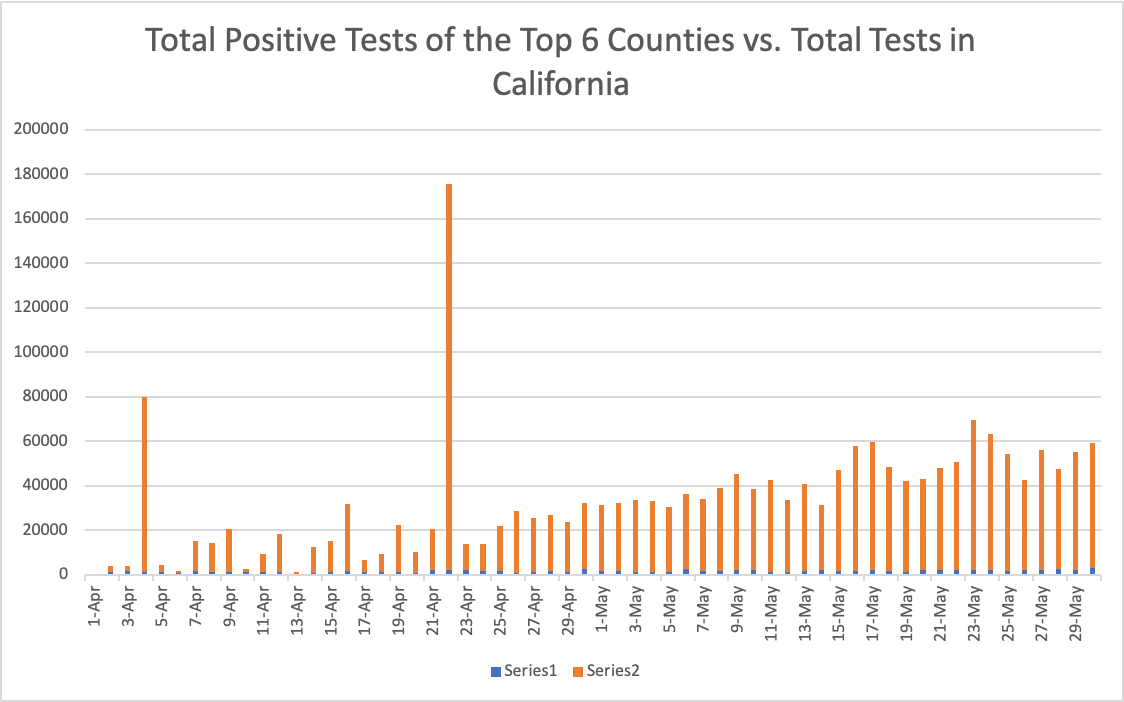 Total Positive Tests of the Top 6 Counties vs. Total Tests in
California
200000
180000
160000
140000
120000
100000
80000
60000
40000
20000
0
1-Apr
3-Apr
5-Apr
7-Apr
9-Apr
11-Apr
13-Apr
15-Apr
17-Apr
19-Apr
21-Apr
23-Apr
25-Apr
27-Apr
29-Apr
1-May
3-May
5-May
7-May
9-May
11-May
13-May
15-May
17-May
19-May
21-May
23-May
25-May
27-May
29-May
Series1 Series2